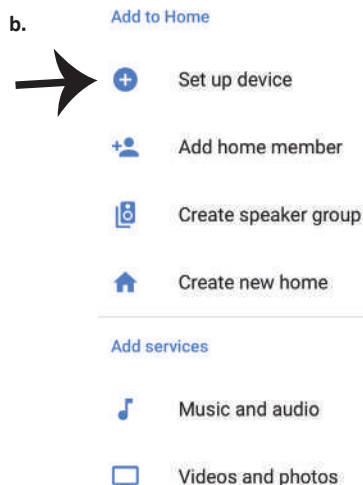 b.
Add to Home
Set up device
Add home member
Create speaker group
Create new home
Add services
Music and audio
Videos and photos